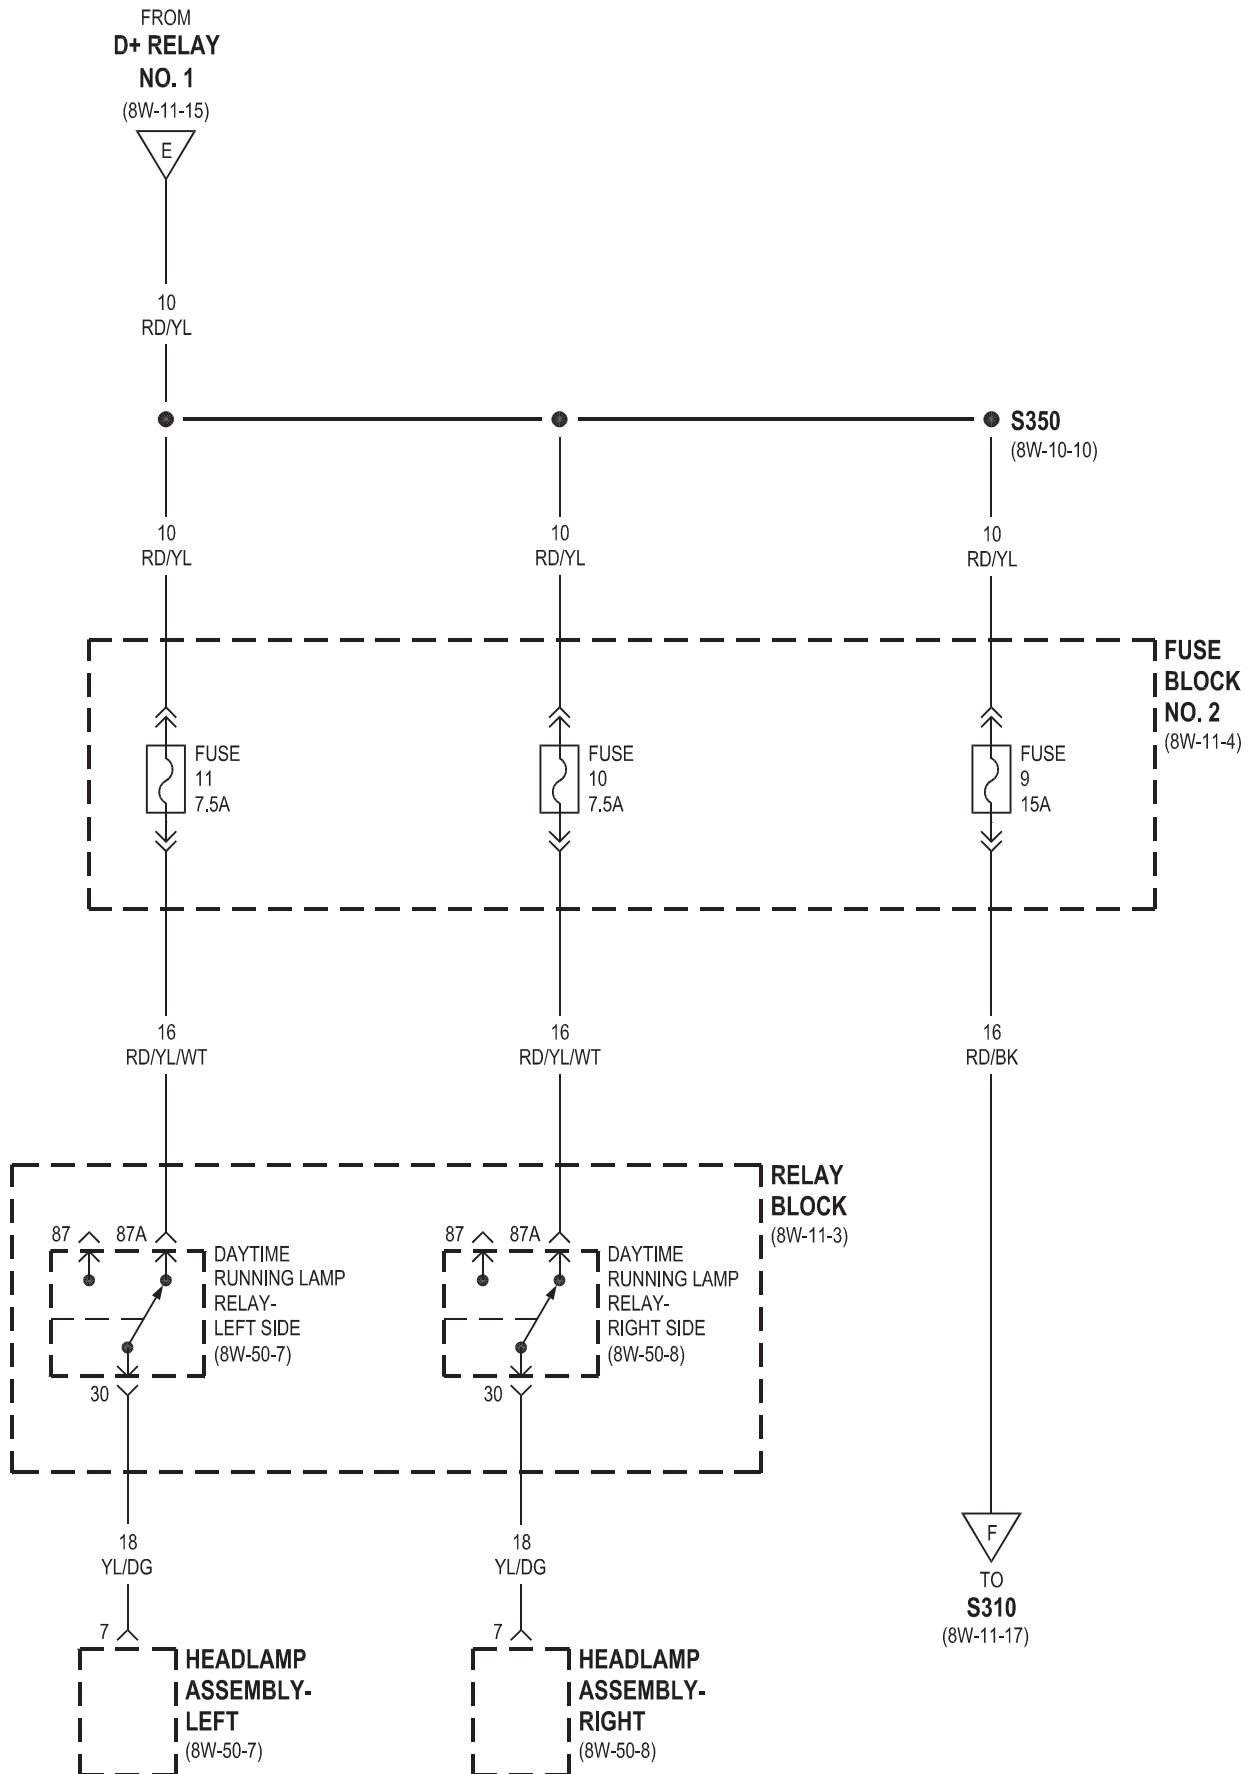 FROM
D+ RELAY
NO. 1
(8W-11-15)
E
10
RD/YL
S350
(8W-10-10)
10
RD/YL
10
RD/YL
10
RD/YL
FUSE
BLOCK
NO. 2
(8W-11-4)
FUSE
11
7.5A
FUSE
10
7.5A
FUSE
9
15A
16
RD/YL/WT
16
RD/YL/WT
16
RD/BK
RELAY
BLOCK
(8W-11-3)
87
87A
DAYTIME
RUNNING LAMP
RELAY-
LEFT SIDE
(8W-50-7)
30
87
87A
DAYTIME
RUNNING LAMP
RELAY-
RIGHT SIDE
(8W-50-8)
30
18
YL/DG
18
YL/DG
F
TO
S310
(8W-11-17)
7
HEADLAMP
ASSEMBLY-
LEFT
(8W-50-7)
7
HEADLAMP
ASSEMBLY-
RIGHT
(8W-50-8)